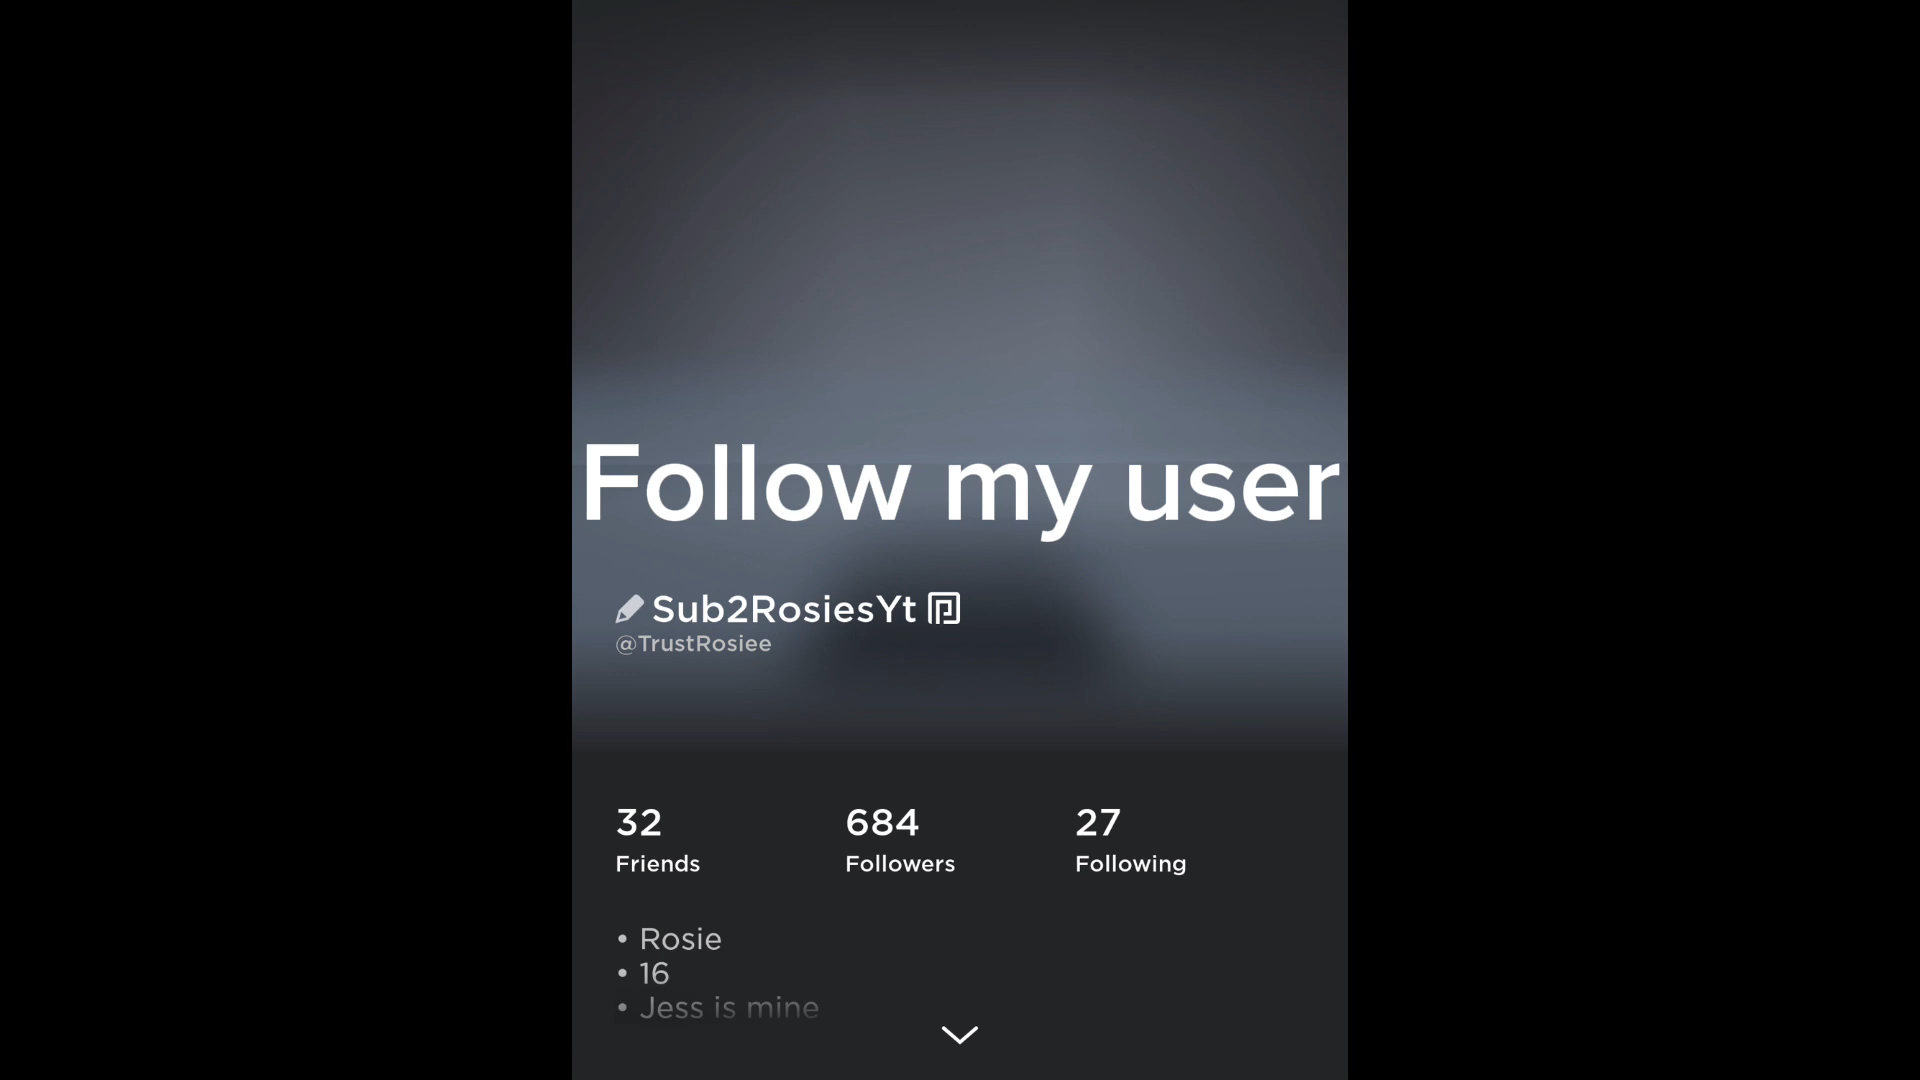 Follow my user
Sub2RosiesYt
@TrustRosiee
32
Friends
684
Followers
27
Following
• Rosie
• 16
• Jess is mine